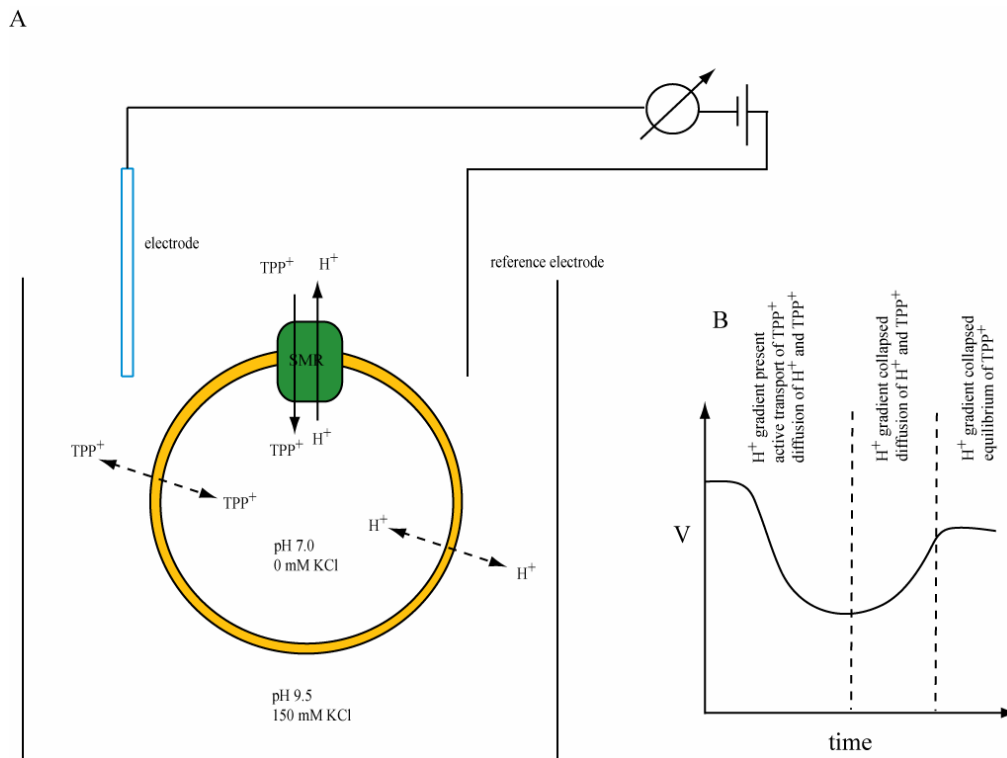 A
electrode
TPP⁺
H⁺
reference electrode
SMR
TPP⁺
H⁺
TPP⁺
TPP⁺
H⁺
H⁺
pH 7.0
0 mM KCl
pH 9.5
150 mM KCl
B
H⁺ gradient present
active transport of TPP⁺
diffusion of H⁺ and TPP⁺
H⁺ gradient collapsed
diffusion of H⁺ and TPP⁺
H⁺ gradient collapsed
equilibrium of TPP⁺
V
time